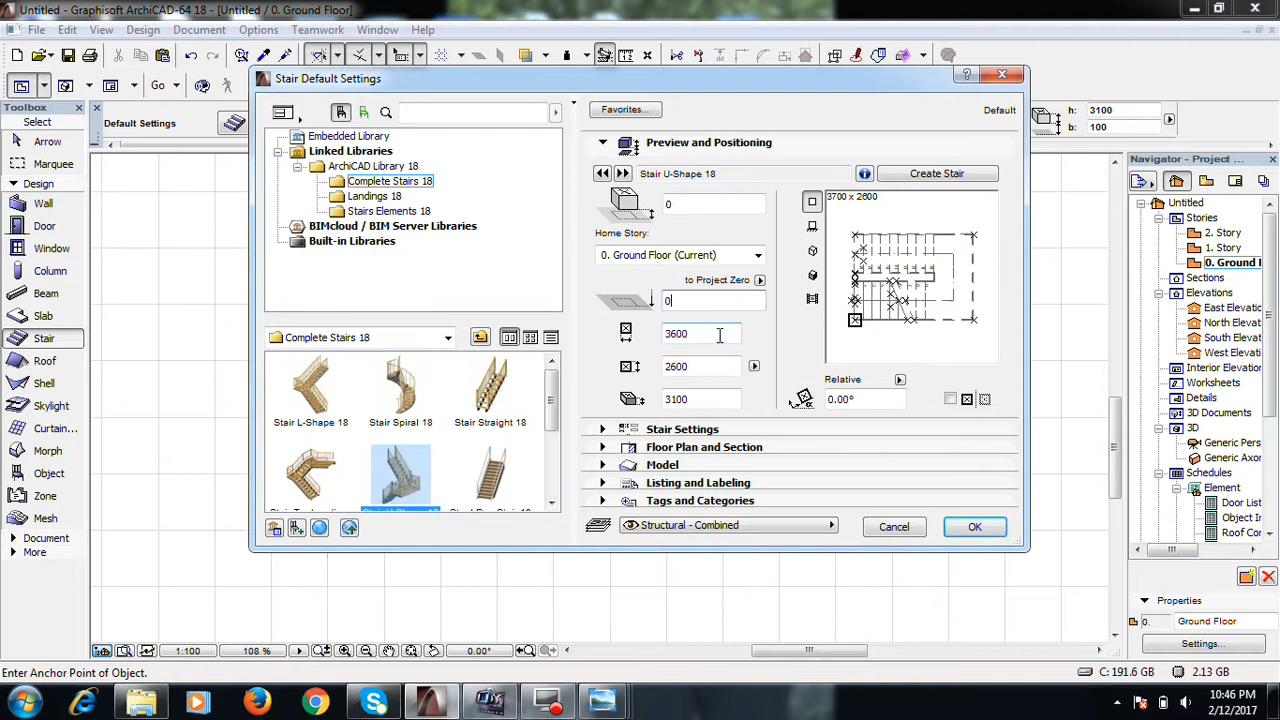 Untitled - Graphisoft ArchiCAD-64 18 - [Untitled / 0. Ground Floor]
File Edit View Design Document Options Teamwork Window Help
Go
Default Settings
h: 3100
b: 100
Stair Default Settings
Toolbox
Select
Arrow
Marquee
Design
Wall
Door
Window
Column
Beam
Slab
Stair
Roof
Shell
Skylight
Curtain...
Morph
Object
Zone
Mesh
Document
More
Embedded Library
Linked Libraries
ArchiCAD Library 18
Complete Stairs 18
Landings 18
Stairs Elements 18
BIMcloud / BIM Server Libraries
Built-in Libraries
Complete Stairs 18
Stair L-Shape 18
Stair Spiral 18
Stair Straight 18
Favorites...
Default
Preview and Positioning
Stair U-Shape 18
Create Stair
0
Home Story:
0. Ground Floor (Current)
to Project Zero
0
3600
2600
3100
3700 x 2600
Relative
0.00°
Stair Settings
Floor Plan and Section
Model
Listing and Labeling
Tags and Categories
Structural - Combined
Cancel
OK
Navigator - Project ...
Untitled
Stories
2. Story
1. Story
0. Ground F
Sections
Elevations
East Elevat
North Elevat
South Elevat
West Elevat
Interior Elevation
Worksheets
Details
3D Documents
3D
Generic Pers
Generic Axon
Schedules
Element
Door List
Object In
Roof Con
Properties
0.
Ground Floor
Settings...
1:100
108 %
0.00°
Enter Anchor Point of Object.
C: 191.6 GB
2.13 GB
10:46 PM
2/12/2017